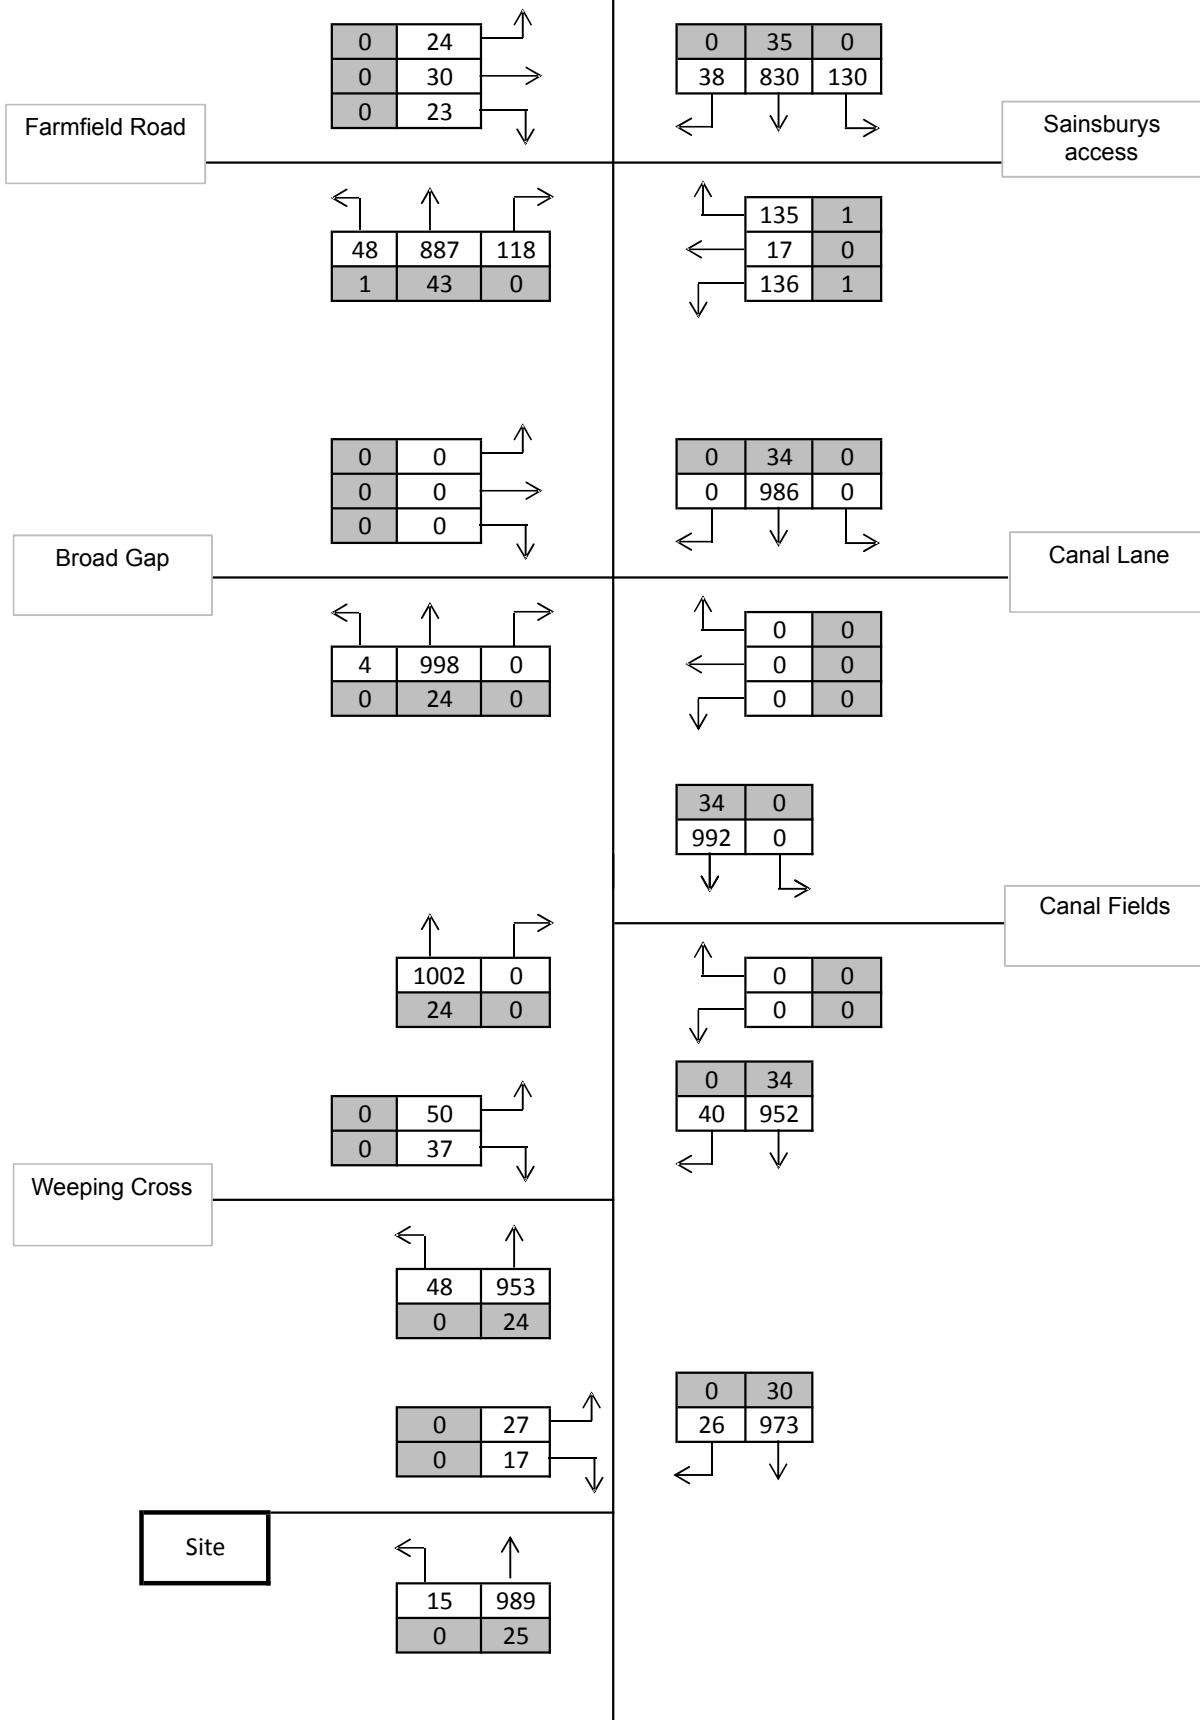 0 24
0 30
0 23
0 35 0
38 830 130
Farmfield Road
Sainsburys
access
48 887 118
1 43 0
135 1
17 0
136 1
0 0
0 0
0 0
0 34 0
0 986 0
Broad Gap
Canal Lane
4 998 0
0 24 0
0 0
0 0
0 0
34 0
992 0
Canal Fields
1002 0
24 0
0 0
0 0
0 34
40 952
0 50
0 37
Weeping Cross
48 953
0 24
0 30
26 973
0 27
0 17
Site
15 989
0 25